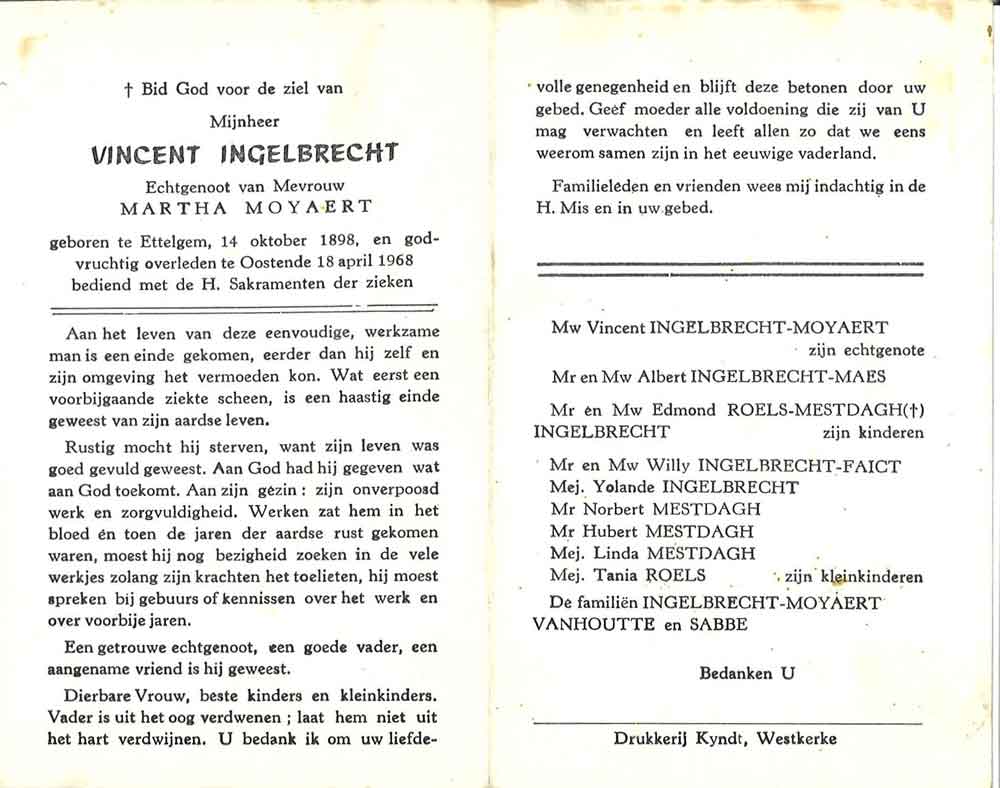 † Bid God voor de ziel van
Mijnheer
VINCENT INGELBRECHT
Echtgenoot van Mevrouw
MARTHA MOYAERT
geboren te Ettelgem, 14 oktober 1898, en god-
vruchtig overleden te Oostende 18 april 1968
bediend met de H. Sakramenten der zieken
Aan het leven van deze eenvoudige, werkzame
man is een einde gekomen, eerder dan hij zelf en
zijn omgeving het vermoeden kon. Wat eerst een
voorbijgaande ziekte scheen, is een haastig einde
geweest van zijn aardse leven.
Rustig mocht hij sterven, want zijn leven was
goed gevuld geweest. Aan God had hij gegeven wat
aan God toekomt. Aan zijn gezin : zijn onverpoosd
werk en zorgvuldigheid. Werken zat hem in het
bloed én toen de jaren der aardse rust gekomen
waren, moest hij nog bezigheid zoeken in de vele
werkjes zolang zijn krachten het toelieten, hij moest
spreken bij gebuurs of kennissen over het werk en
over voorbije jaren.
Een getrouwe echtgenoot, een goede vader, een
aangename vriend is hij geweest.
Dierbare Vrouw, beste kinders en kleinkinders.
Vader is uit het oog verdwenen ; laat hem niet uit
het hart verdwijnen. U bedank ik om uw liefde-
volle genegenheid en blijft deze betonen door uw
gebed. Geéf moeder alle voldoening die zij van U
mag verwachten en leeft allen zo dat we eens
weerom samen zijn in het eeuwige vaderland.
Familieléden en vrienden wees mij indachtig in de
H. Mis en in uw gebed.
Mw Vincent INGELBRECHT-MOYAERT
zijn echtgenote
Mr en Mw Albert INGELBRECHT-MAES
Mr én Mw Edmond ROELS-MESTDAGH(†)
INGELBRECHT zijn kinderen
Mr en Mw Willy INGELBRECHT-FAICT
Mej. Yolande INGELBRECHT
Mr Norbert MESTDAGH
Mr Hubert MESTDAGH
Mej. Linda MESTDAGH
Mej. Tania ROELS zijn kleinkinderen
Dé familiën INGELBRECHT-MOYAERT
VANHOUTTE en SABBE
Bedanken U
Drukkerij Kyndt, Westkerke